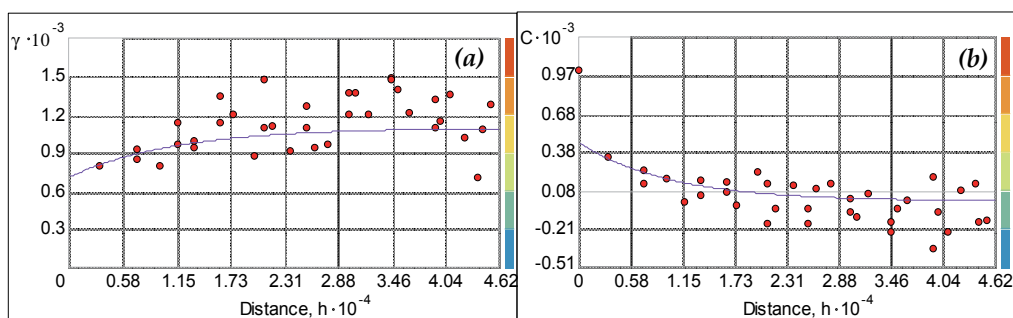 γ · 10⁻³
(a)
1.5
1.2
0.9
0.6
0.3
0 0.58 1.15 1.73 2.31 2.88 3.46 4.04 4.62
Distance, h · 10⁻⁴
C · 10⁻³
(b)
0.97
0.68
0.38
0.08
-0.21
-0.51
0 0.58 1.15 1.73 2.31 2.88 3.46 4.04 4.62
Distance, h · 10⁻⁴